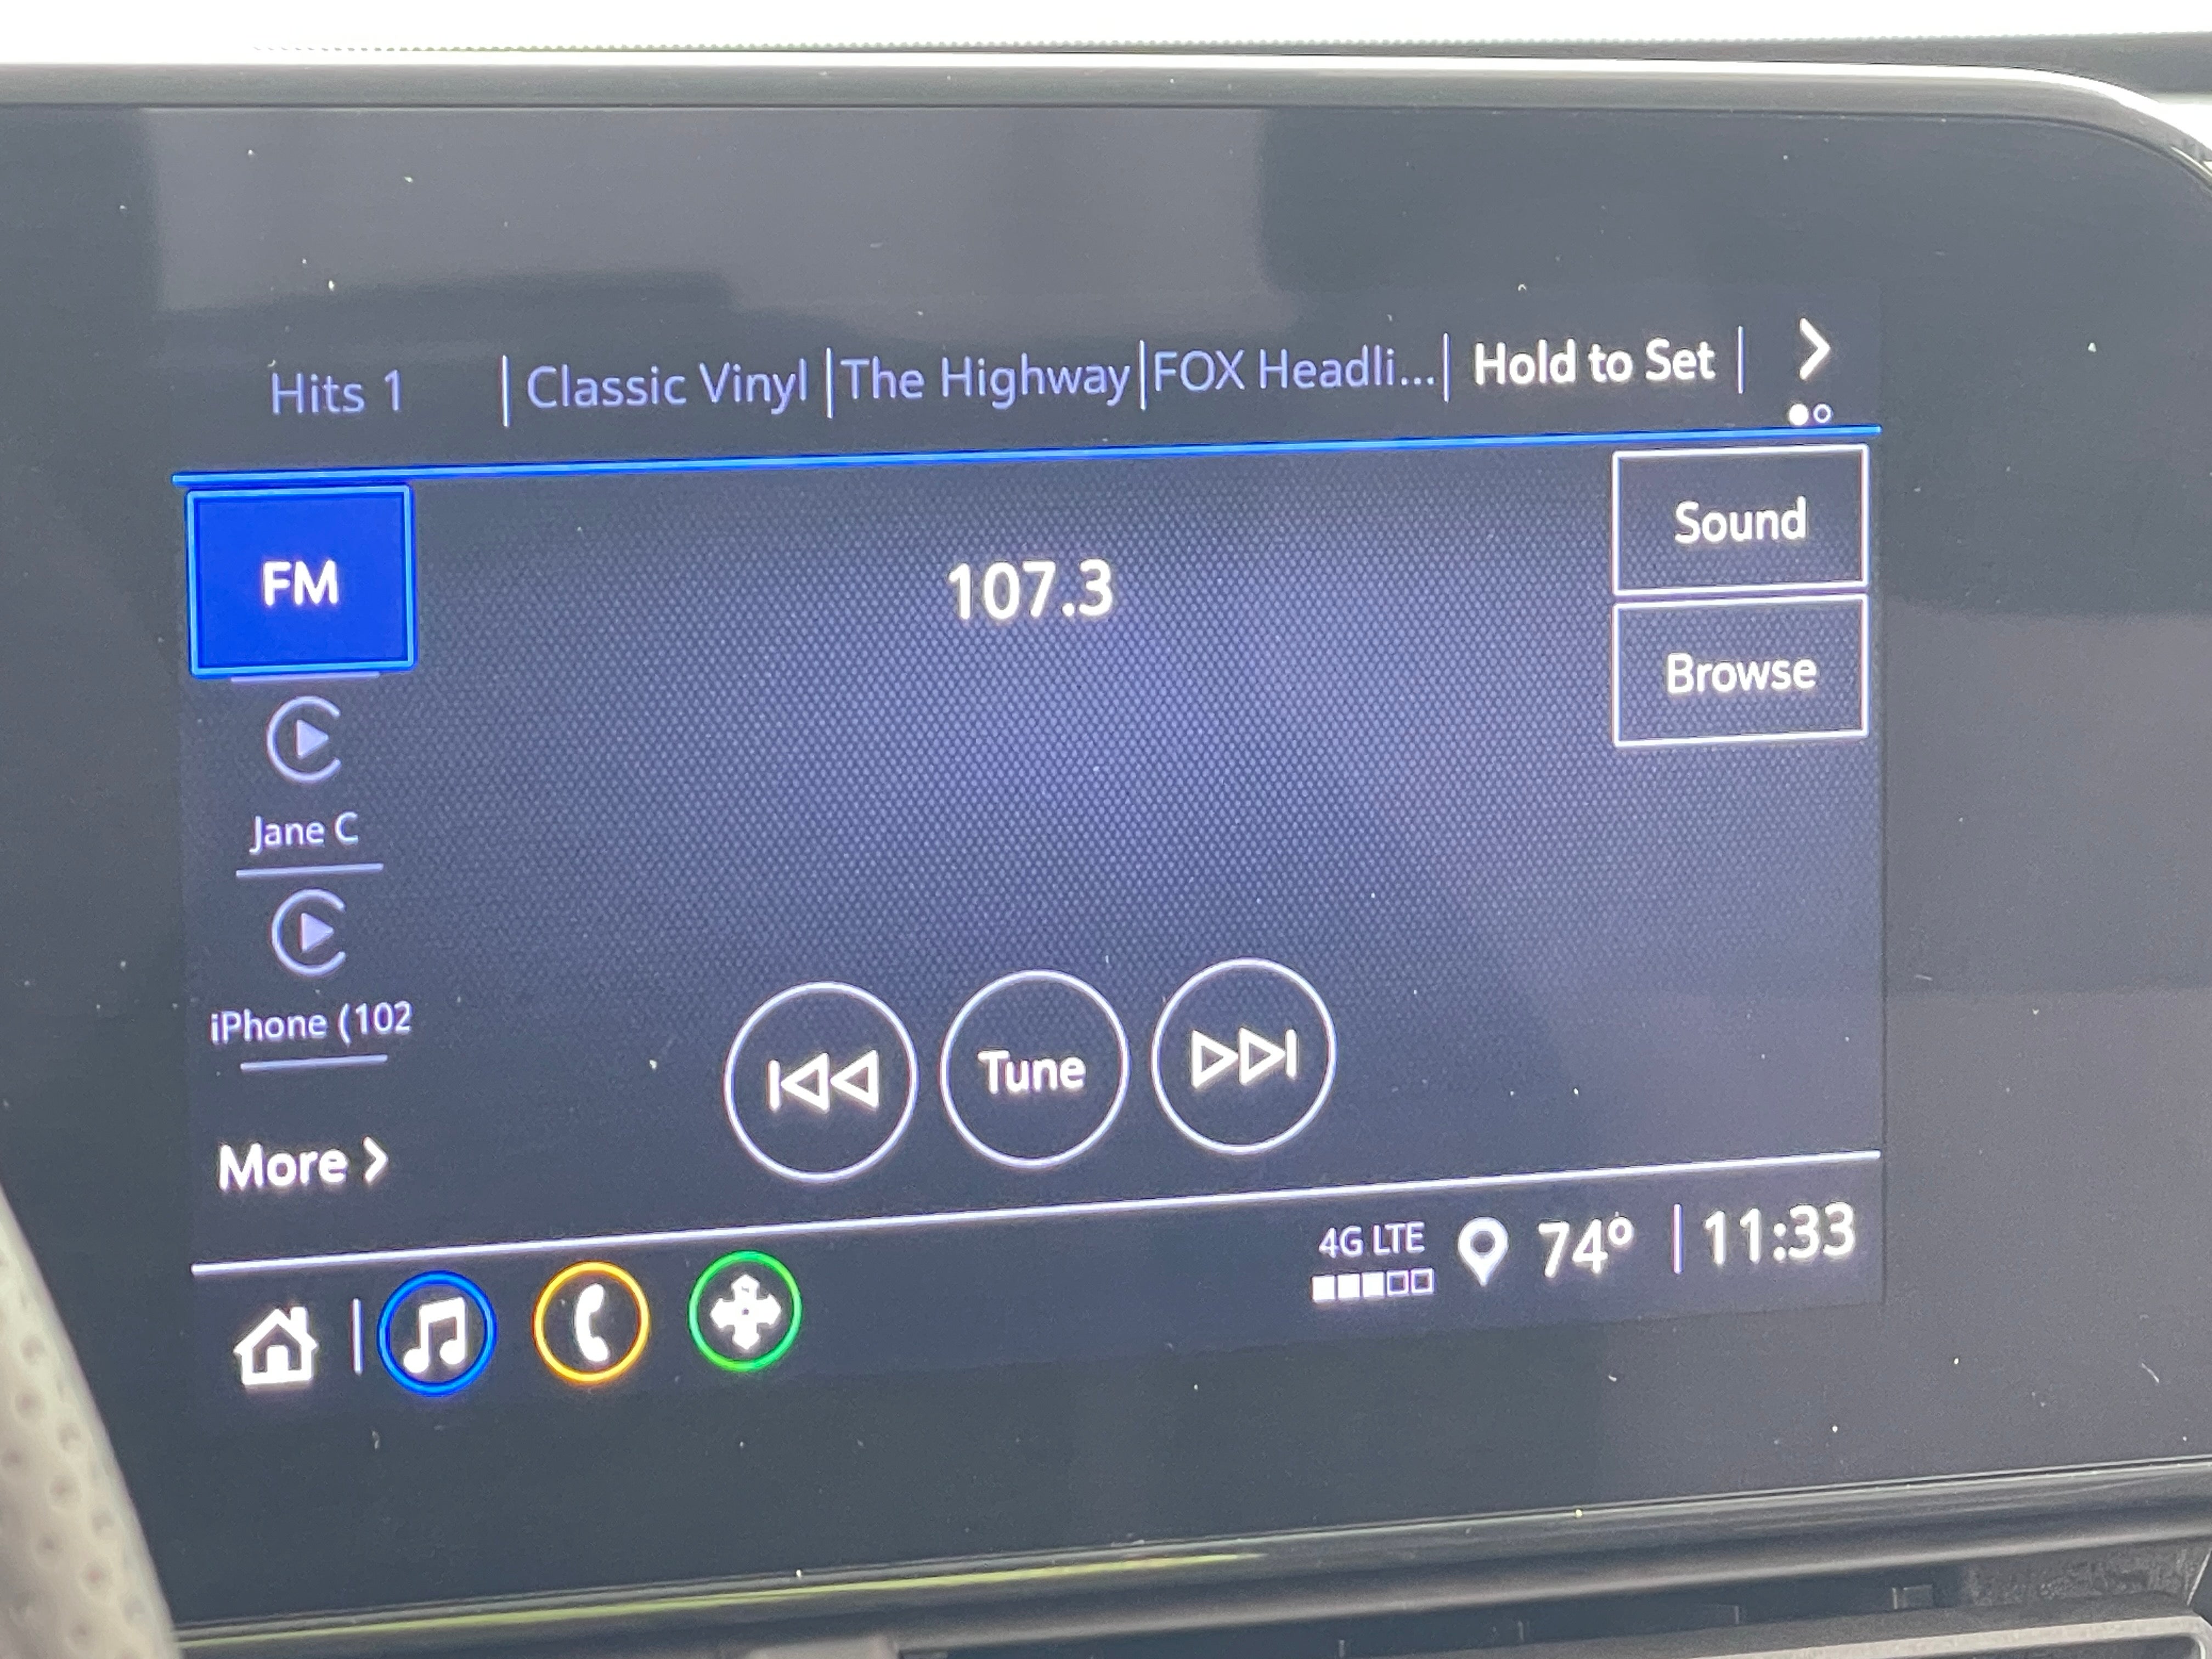 Hits 1 | Classic Vinyl | The Highway | FOX Headli... | Hold to Set |
FM
107.3
Sound
Browse
Jane C
iPhone (102
More
Tune
4G LTE
74° | 11:33